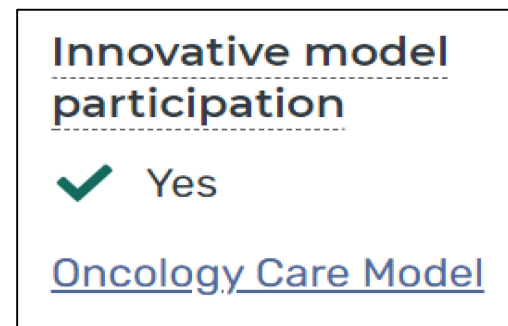 Innovative model
participation
Yes
Oncology Care Model